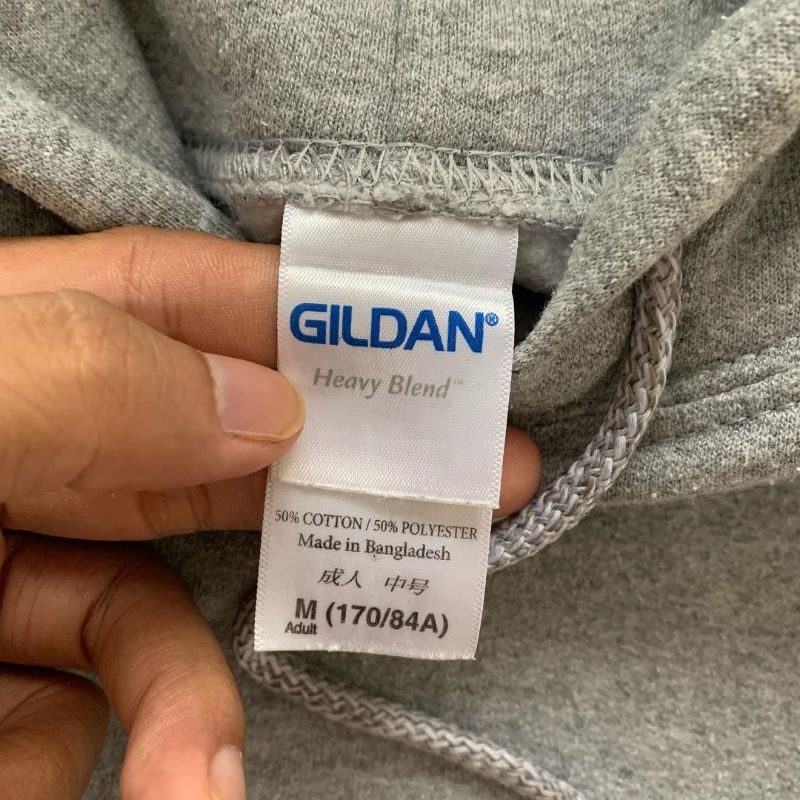 GILDAN®
Heavy Blend™
50% COTTON / 50% POLYESTER
Made in Bangladesh
成人 中号
M (170/84A)
Adult